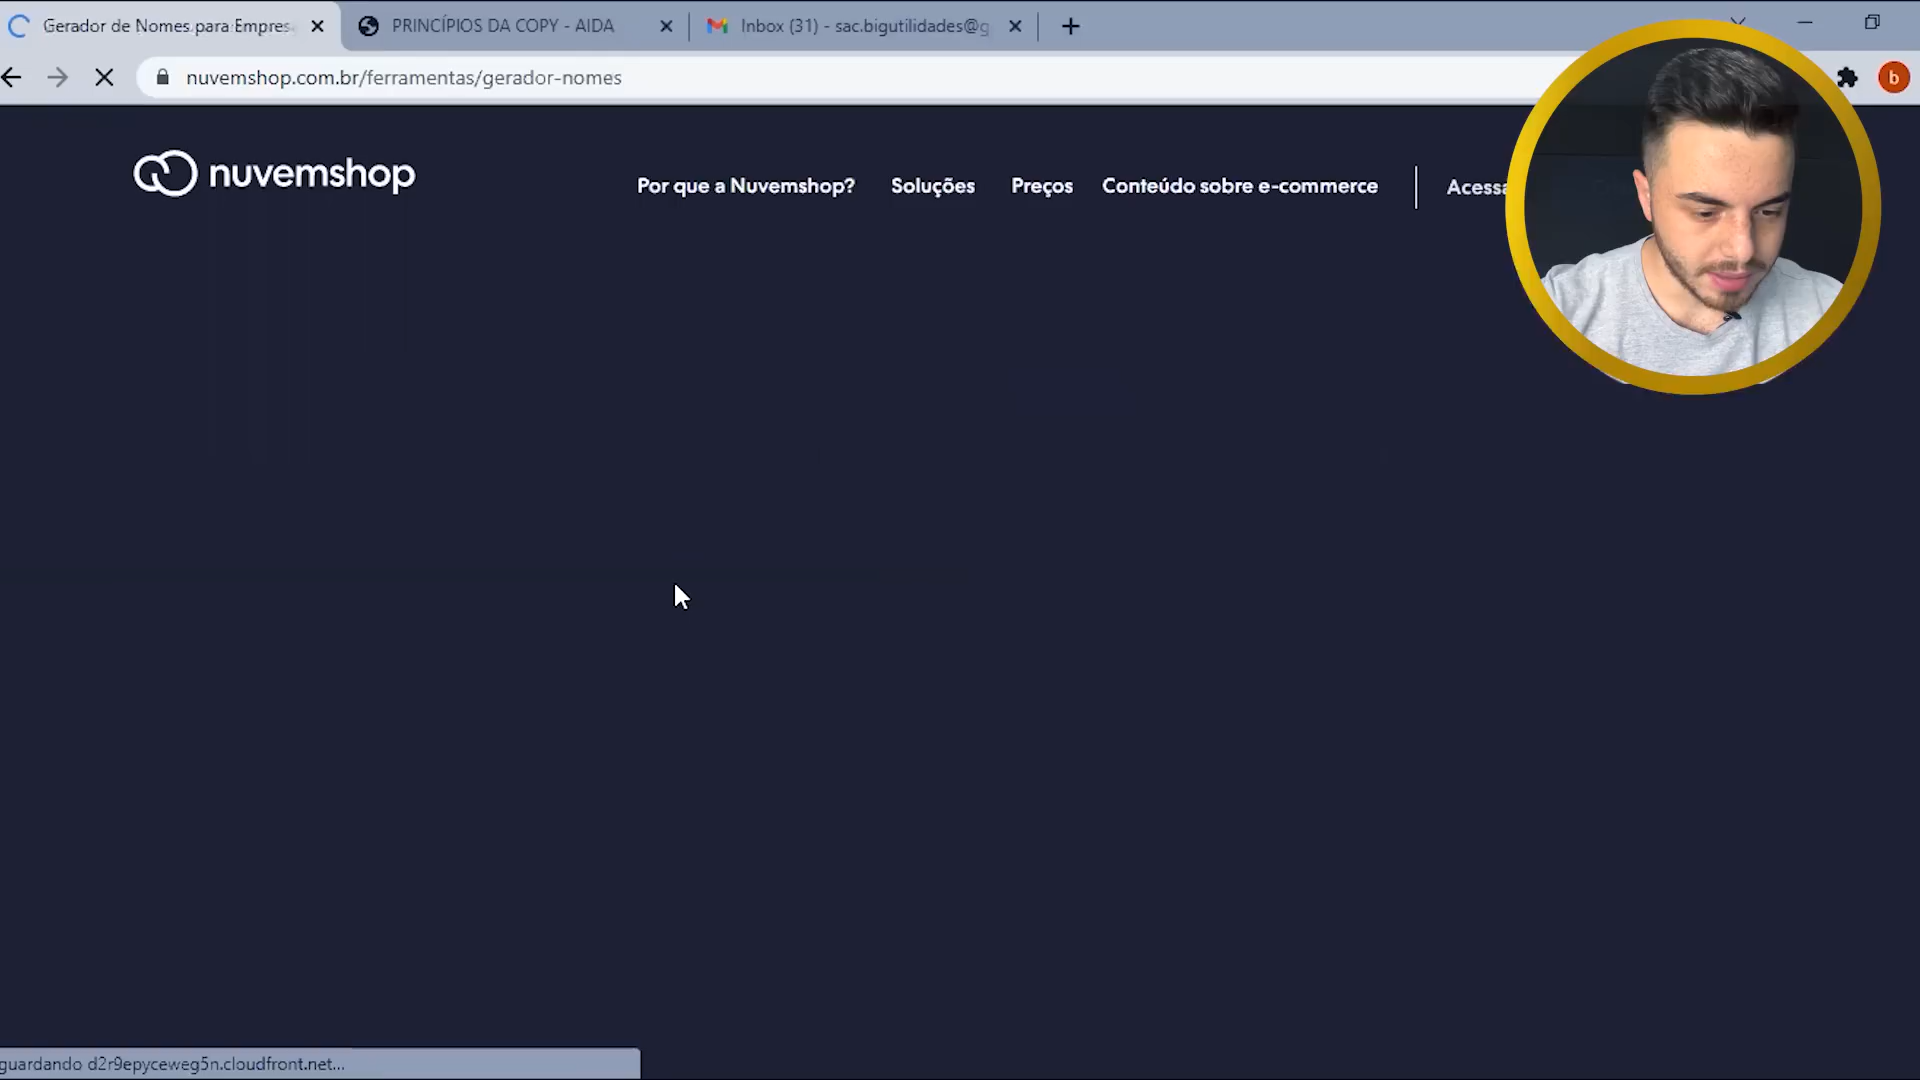 Gerador de Nomes para Empres
PRINCÍPIOS DA COPY - AIDA
Inbox (31) - sac.bigutilidades@g
nuvemshop.com.br/ferramentas/gerador-nomes
b
nuvemshop
Por que a Nuvemshop?
Soluções
Preços
Conteúdo sobre e-commerce
Acessa
guardando d2r9epyceweg5n.cloudfront.net...